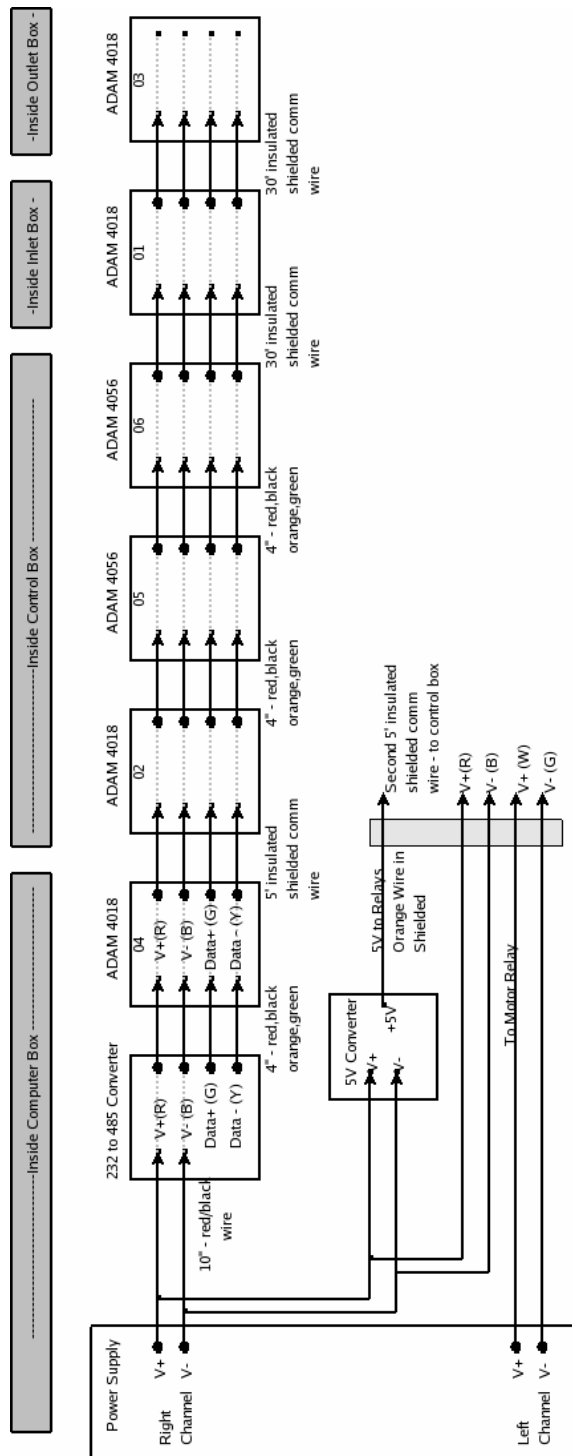 -----------------Inside Computer Box -----------------
-----------------Inside Control Box -----------------
-Inside Inlet Box -
-Inside Outlet Box -
Power Supply
V+
Right
Channel V-
V+
Left
Channel V-
10" - red/black
wire
232 to 485 Converter
V+(R)
V- (B)
Data+ (G)
Data - (Y)
4" - red,black
orange,green
ADAM 4018
04
V+(R)
V- (B)
Data+ (G)
Data - (Y)
5' insulated
shielded comm
wire
ADAM 4018
02
4" - red,black
orange,green
ADAM 4056
05
4" - red,black
orange,green
ADAM 4056
06
30' insulated
shielded comm
wire
ADAM 4018
01
30' insulated
shielded comm
wire
ADAM 4018
03
5V Converter
V+
V-
+5V
5V to Relays
Orange Wire in
Shielded
To Motor Relay
Second 5' insulated
shielded comm
wire - to control box
V+(R)
V- (B)
V+ (W)
V- (G)